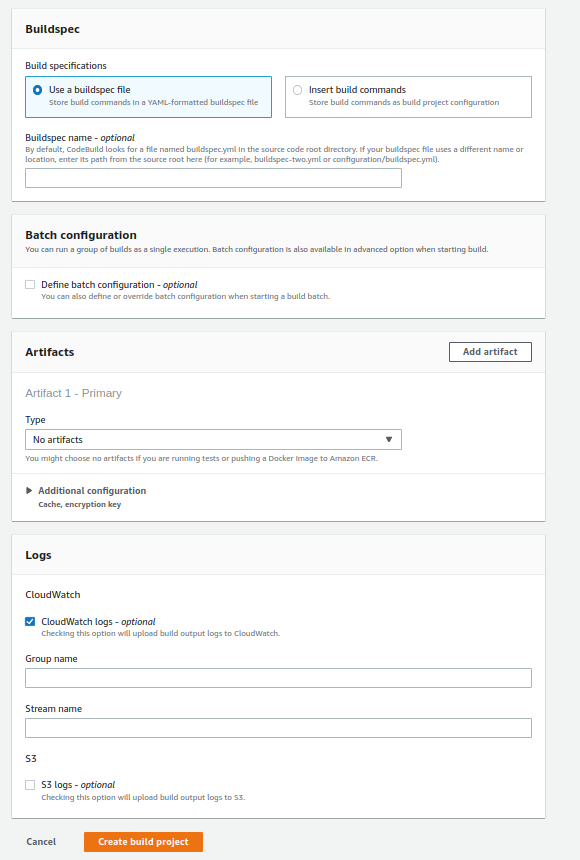 Buildspec
Build specifications
Use a buildspec file
Store build commands in a YAML-formatted buildspec file
Insert build commands
Store build commands as build project configuration
Buildspec name - optional
By default, CodeBuild looks for a file named buildspec.yml in the source code root directory. If your buildspec file uses a different name or
location, enter its path from the source root here (for example, buildspec-two.yml or configuration/buildspec.yml).
Batch configuration
You can run a group of builds as a single execution. Batch configuration is also available in advanced option when starting build.
Define batch configuration - optional
You can also define or override batch configuration when starting a build batch.
Artifacts
Add artifact
Artifact 1 - Primary
Type
No artifacts
You might choose no artifacts if you are running tests or pushing a Docker image to Amazon ECR.
Additional configuration
Cache, encryption key
Logs
CloudWatch
CloudWatch logs - optional
Checking this option will upload build output logs to CloudWatch.
Group name
Stream name
S3
S3 logs - optional
Checking this option will upload build output logs to S3.
Cancel
Create build project